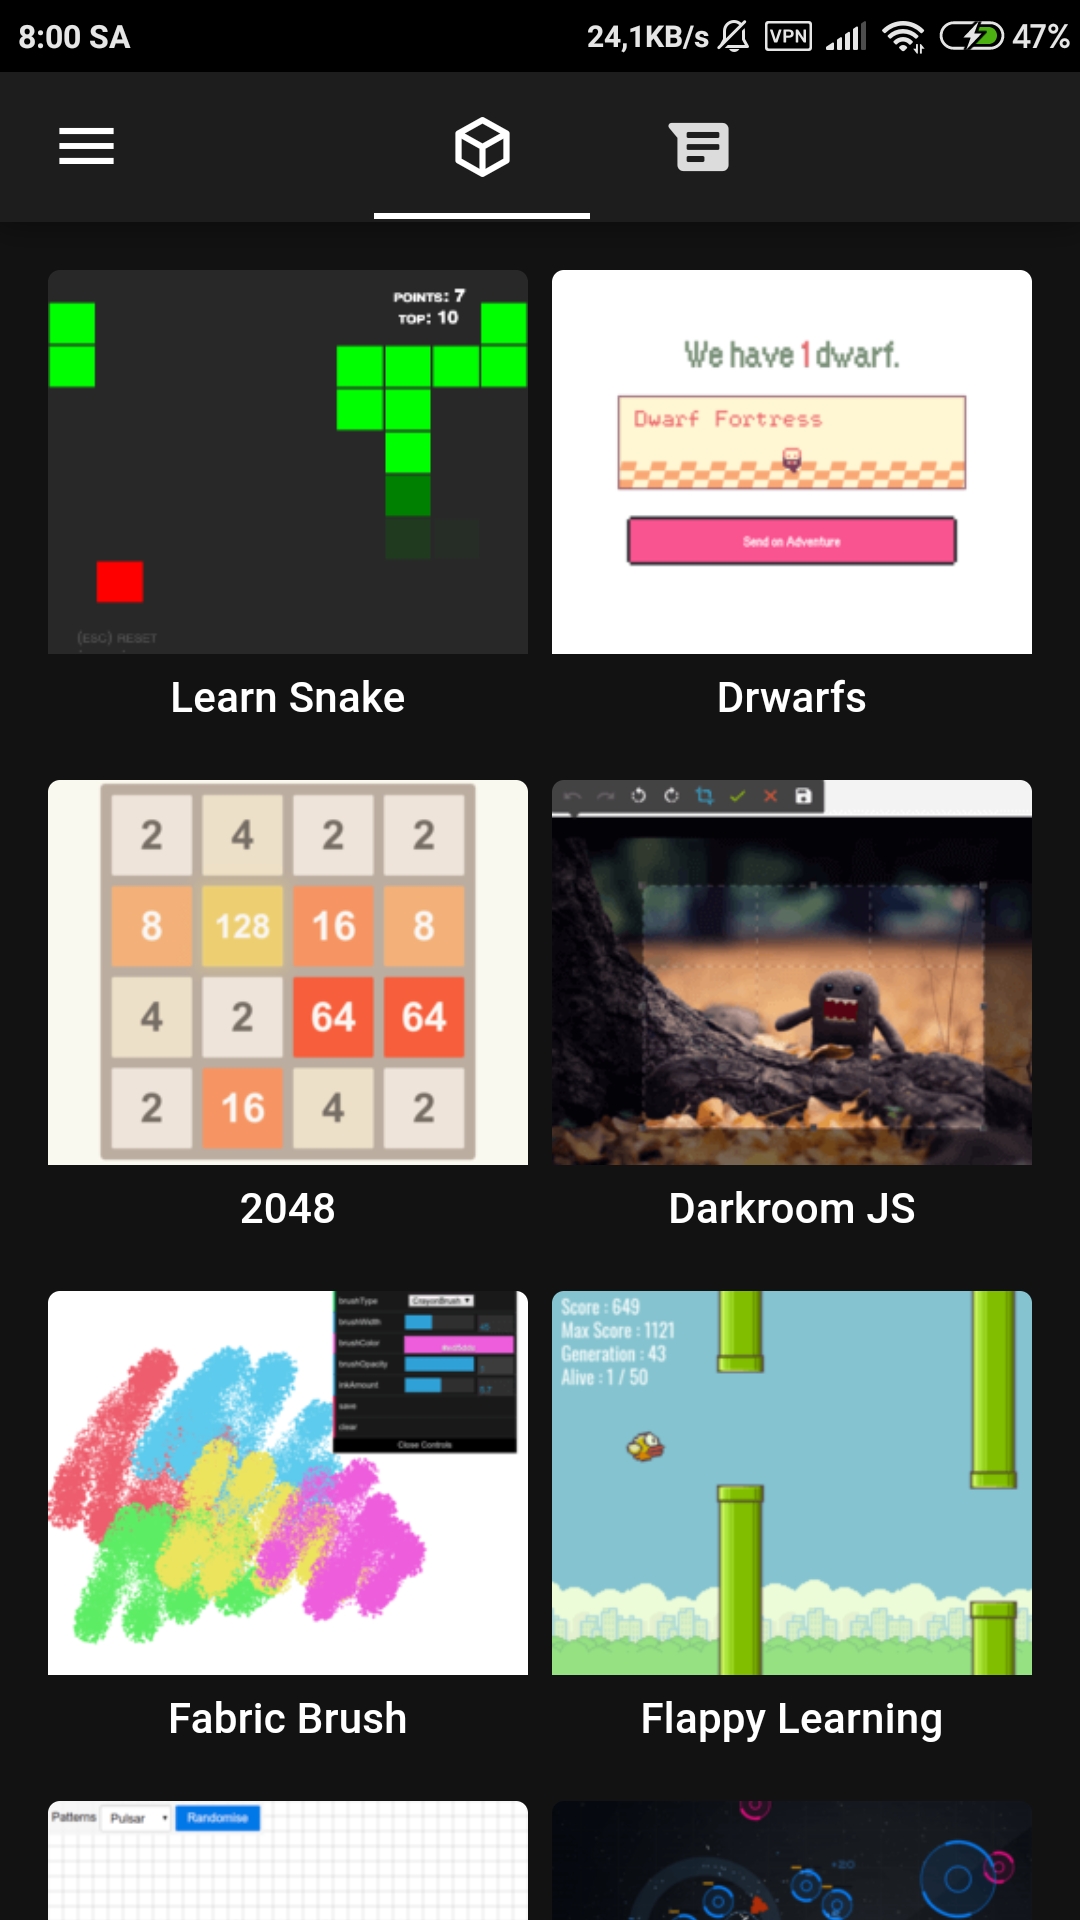 8:00 SA 24,1KB/s VPN 47%
POINTS: 7
TOP: 10
(ESC) RESET
Learn Snake
We have 1 dwarf.
Dwarf Fortress
Send on Adventure
Drwarfs
2 4 2 2
8 128 16 8
4 2 64 64
2 16 4 2
2048
Darkroom JS
brushType CrayonBrush
brushWidth
brushColor
brushOpacity
inkAmount
save
clear
Close Controls
Fabric Brush
Score : 649
Max Score : 1121
Generation : 43
Alive : 1 / 50
Flappy Learning
Patterns Pulsar Randomise
+20